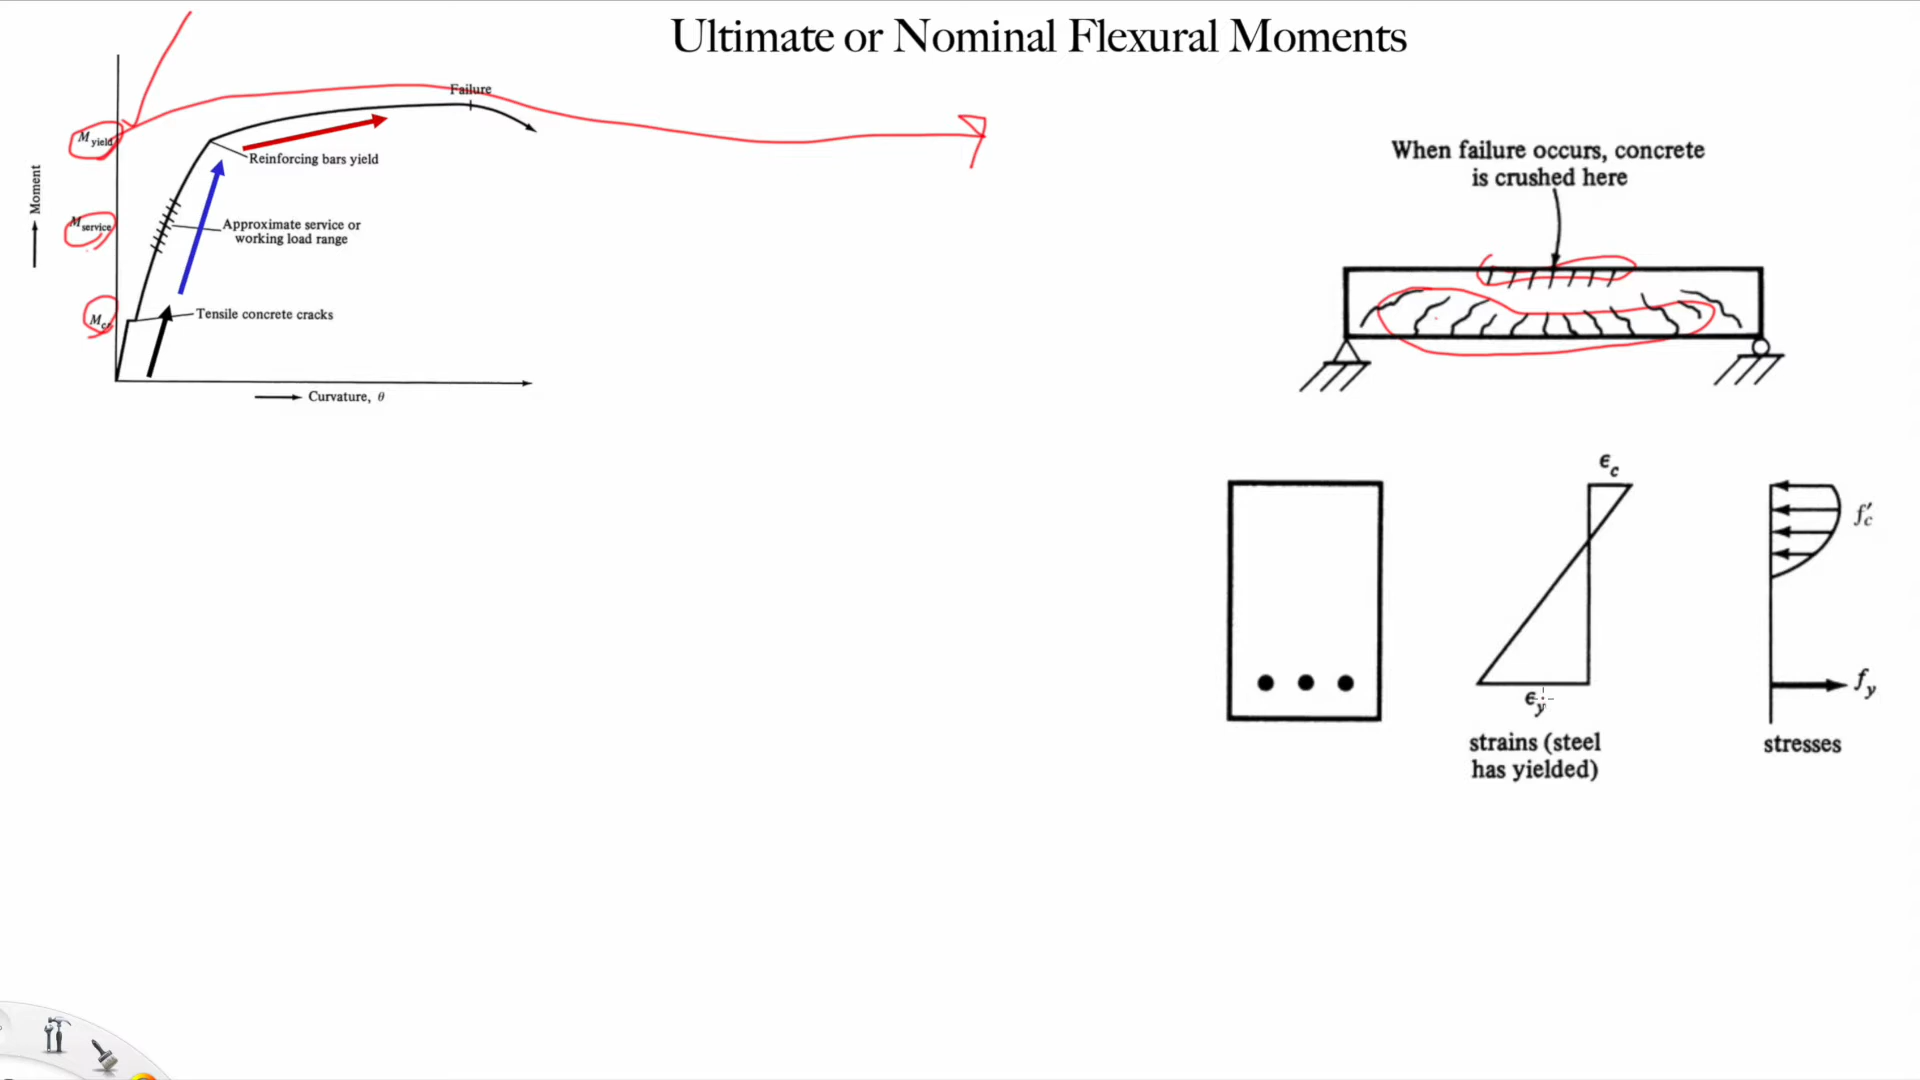 Ultimate or Nominal Flexural Moments
Failure
M yield
Reinforcing bars yield
Moment
M service
Approximate service or
working load range
M cr
Tensile concrete cracks
Curvature, θ
When failure occurs, concrete
is crushed here
ϵc
f′c
ϵy
fy
strains (steel
has yielded)
stresses